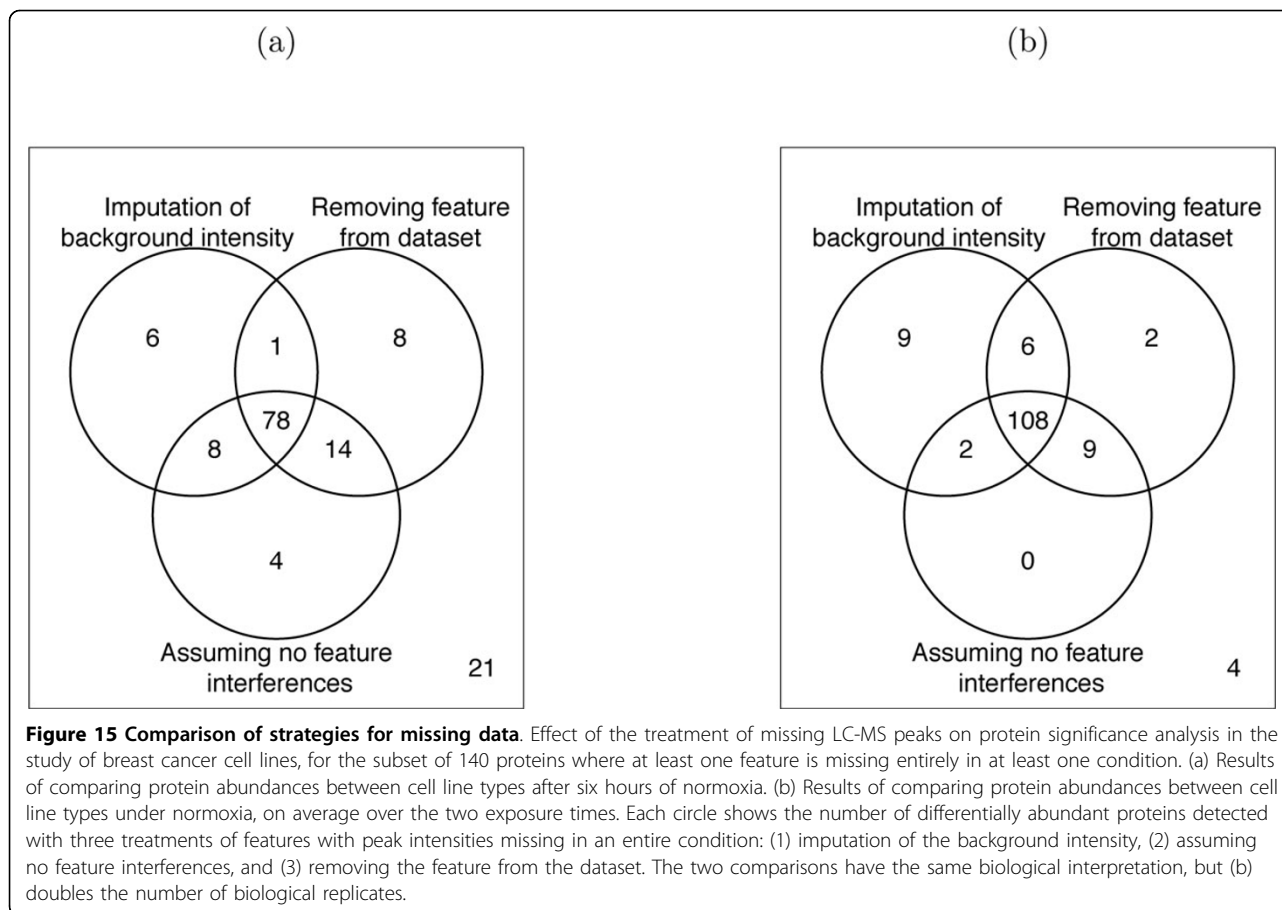 (a)
(b)
Imputation of
background intensity
Removing feature
from dataset
6
1
8
78
8
14
4
Assuming no feature
interferences
21
Imputation of
background intensity
Removing feature
from dataset
9
6
2
108
2
9
0
Assuming no feature
interferences
4
Figure 15 Comparison of strategies for missing data. Effect of the treatment of missing LC-MS peaks on protein significance analysis in the
study of breast cancer cell lines, for the subset of 140 proteins where at least one feature is missing entirely in at least one condition. (a) Results
of comparing protein abundances between cell line types after six hours of normoxia. (b) Results of comparing protein abundances between cell
line types under normoxia, on average over the two exposure times. Each circle shows the number of differentially abundant proteins detected
with three treatments of features with peak intensities missing in an entire condition: (1) imputation of the background intensity, (2) assuming
no feature interferences, and (3) removing the feature from the dataset. The two comparisons have the same biological interpretation, but (b)
doubles the number of biological replicates.